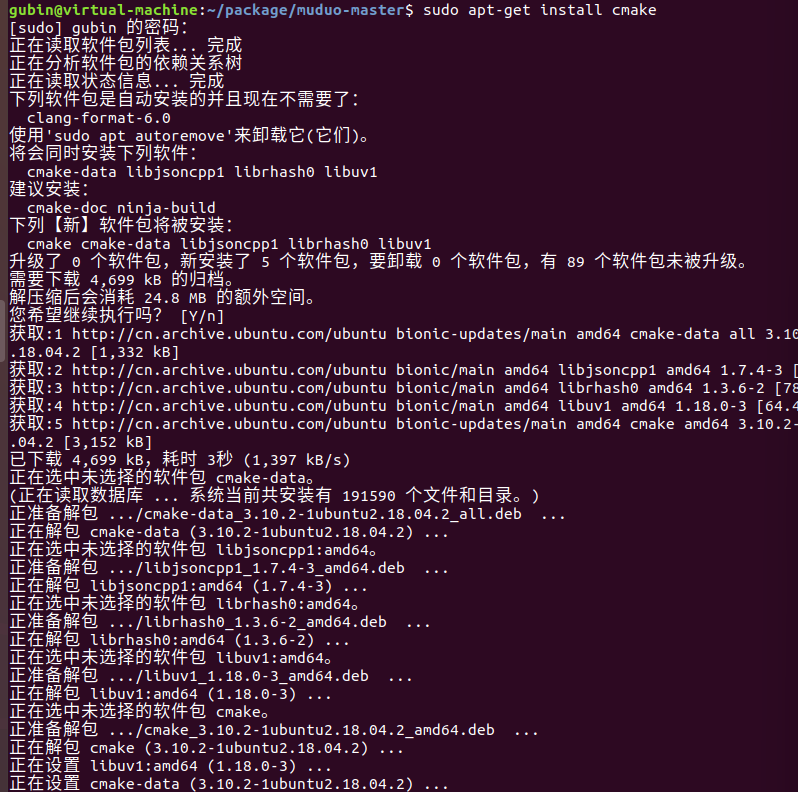 gubin@virtual-machine:~/package/muduo-master$ sudo apt-get install cmake
[sudo] gubin 的密码：
正在读取软件包列表... 完成
正在分析软件包的依赖关系树
正在读取状态信息... 完成
下列软件包是自动安装的并且现在不需要了：
  clang-format-6.0
使用'sudo apt autoremove'来卸载它(它们)。
将会同时安装下列软件：
  cmake-data libjsoncpp1 librhash0 libuv1
建议安装：
  cmake-doc ninja-build
下列【新】软件包将被安装：
  cmake cmake-data libjsoncpp1 librhash0 libuv1
升级了 0 个软件包，新安装了 5 个软件包，要卸载 0 个软件包，有 89 个软件包未被升级。
需要下载 4,699 kB 的归档。
解压缩后会消耗 24.8 MB 的额外空间。
您希望继续执行吗？ [Y/n]
获取:1 http://cn.archive.ubuntu.com/ubuntu bionic-updates/main amd64 cmake-data all 3.10
.18.04.2 [1,332 kB]
获取:2 http://cn.archive.ubuntu.com/ubuntu bionic/main amd64 libjsoncpp1 amd64 1.7.4-3 [
获取:3 http://cn.archive.ubuntu.com/ubuntu bionic/main amd64 librhash0 amd64 1.3.6-2 [78
获取:4 http://cn.archive.ubuntu.com/ubuntu bionic/main amd64 libuv1 amd64 1.18.0-3 [64.4
获取:5 http://cn.archive.ubuntu.com/ubuntu bionic-updates/main amd64 cmake amd64 3.10.2-
.04.2 [3,152 kB]
已下载 4,699 kB，耗时 3秒 (1,397 kB/s)
正在选中未选择的软件包 cmake-data。
(正在读取数据库 ... 系统当前共安装有 191590 个文件和目录。)
正准备解包 .../cmake-data_3.10.2-1ubuntu2.18.04.2_all.deb  ...
正在解包 cmake-data (3.10.2-1ubuntu2.18.04.2) ...
正在选中未选择的软件包 libjsoncpp1:amd64。
正准备解包 .../libjsoncpp1_1.7.4-3_amd64.deb  ...
正在解包 libjsoncpp1:amd64 (1.7.4-3) ...
正在选中未选择的软件包 librhash0:amd64。
正准备解包 .../librhash0_1.3.6-2_amd64.deb  ...
正在解包 librhash0:amd64 (1.3.6-2) ...
正在选中未选择的软件包 libuv1:amd64。
正准备解包 .../libuv1_1.18.0-3_amd64.deb  ...
正在解包 libuv1:amd64 (1.18.0-3) ...
正在选中未选择的软件包 cmake。
正准备解包 .../cmake_3.10.2-1ubuntu2.18.04.2_amd64.deb  ...
正在解包 cmake (3.10.2-1ubuntu2.18.04.2) ...
正在设置 libuv1:amd64 (1.18.0-3) ...
正在设置 cmake-data (3.10.2-1ubuntu2.18.04.2) ...